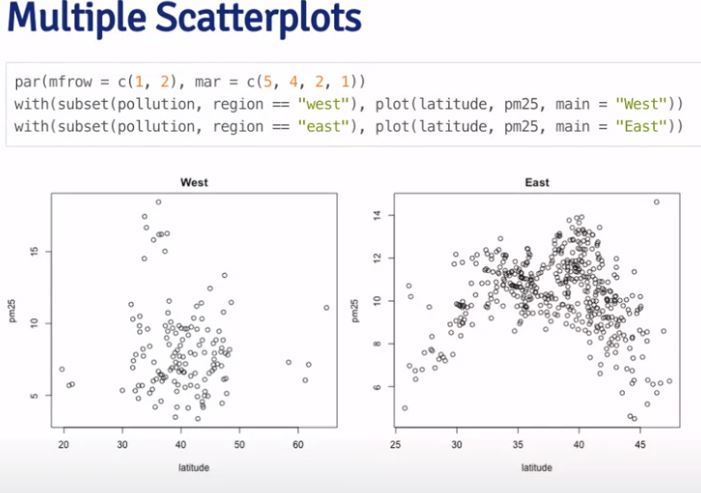 Multiple Scatterplots
par(mfrow = c(1, 2), mar = c(5, 4, 2, 1))
with(subset(pollution, region == "west"), plot(latitude, pm25, main = "West"))
with(subset(pollution, region == "east"), plot(latitude, pm25, main = "East"))
West
15
10
5
pm25
20 30 40 50 60
latitude
East
14
12
10
8
6
pm25
25 30 35 40 45
latitude